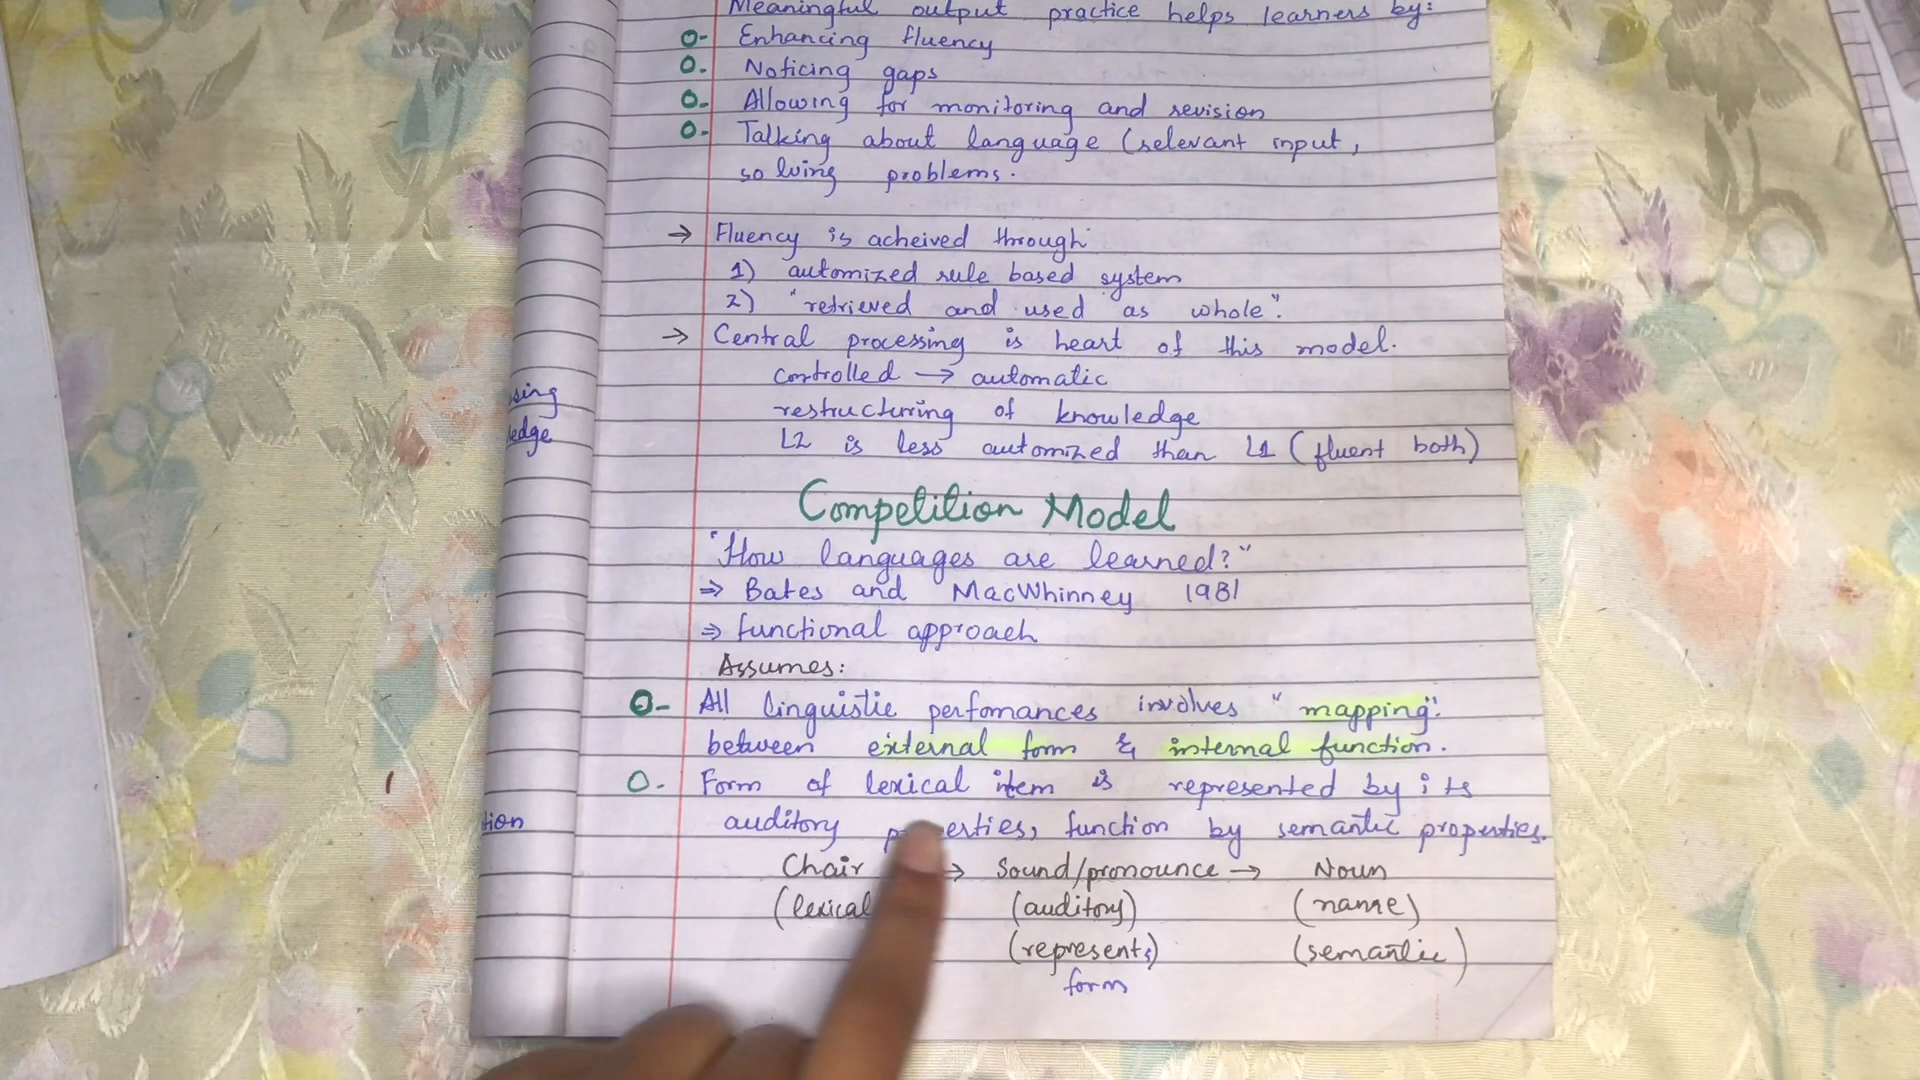 Meaningful output practice helps learners by:
o- Enhancing fluency
o. Noticing gaps
o- Allowing for monitoring and revision
o- Talking about language (relevant input,
solving problems.
→ Fluency is acheived through
1) automized rule based system
2) "retrieved and used as whole".
→ Central processing is heart of this model.
controlled → automatic
restructuring of knowledge
L2 is less automized than L1 (fluent both)
Competition Model
"How languages are learned?"
⇒ Bates and MacWhinney 1981
⇒ functional approach
Assumes:
o- All linguistic perfomances involves "mapping".
between external form & internal function.
o. Form of lexical item is represented by its
auditory erties, function by semantic properties.
Chair → Sound/pronounce → Noun
(lexical (auditory) (name)
(represents) (semantic)
form
sing
edge
tion